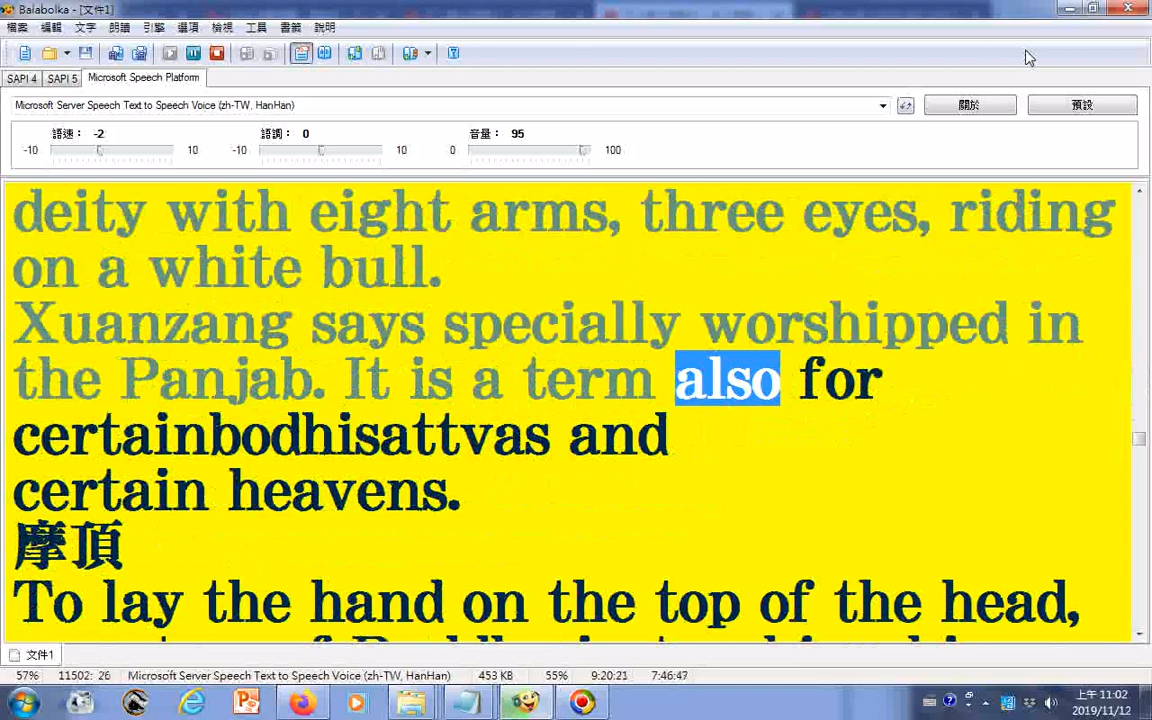 Balabolka - [文件1]
檔案 編輯 文字 朗讀 引擎 選項 檢視 工具 書籤 說明
SAPI 4 SAPI 5 Microsoft Speech Platform
Microsoft Server Speech Text to Speech Voice (zh-TW, HanHan)
關於 預設
語速： -2 語調： 0 音量： 95
-10 10 -10 10 0 100
deity with eight arms, three eyes, riding
on a white bull.
Xuanzang says specially worshipped in
the Panjab. It is a term also for
certainbodhisattvas and
certain heavens.
摩頂
To lay the hand on the top of the head,
文件1
57% 11502: 26 Microsoft Server Speech Text to Speech Voice (zh-TW, HanHan) 453 KB 55% 9:20:21 7:46:47
上午 11:02
2019/11/12